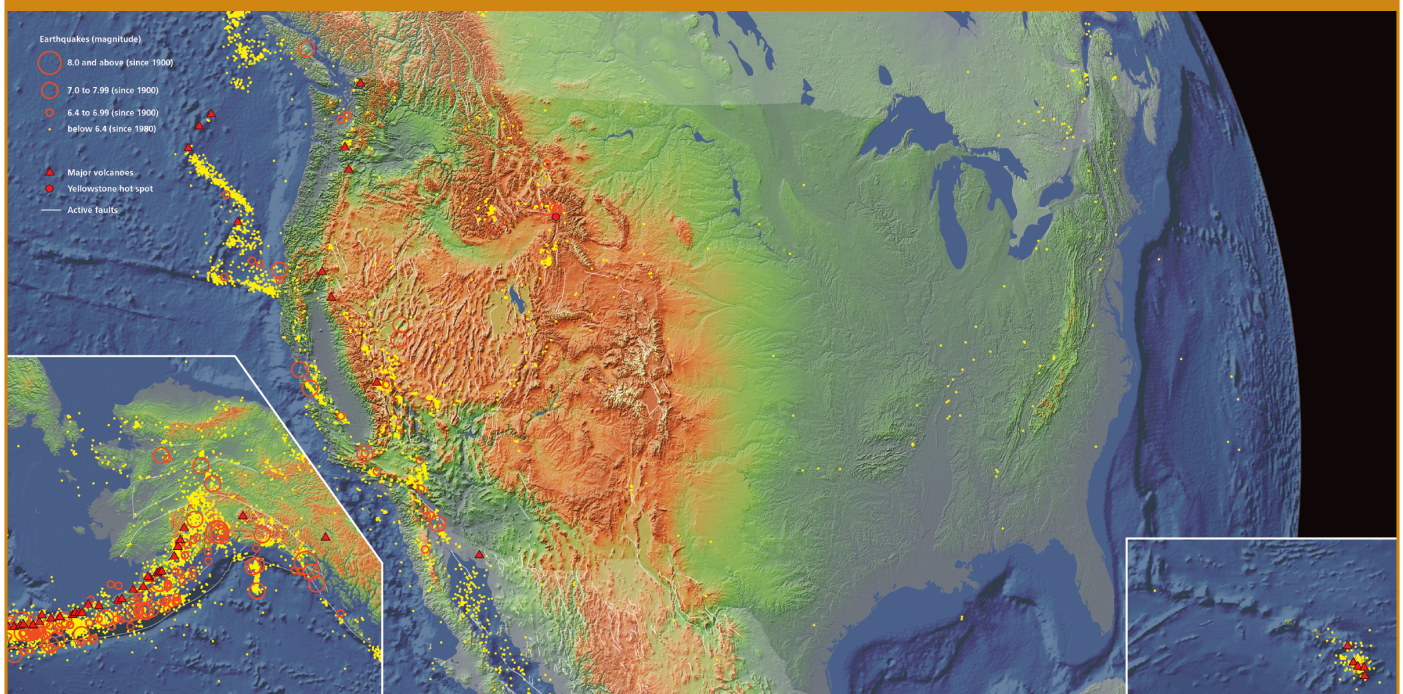 Earthquakes (magnitude)
8.0 and above (since 1900)
7.0 to 7.99 (since 1900)
6.4 to 6.99 (since 1900)
below 6.4 (since 1980)
Major volcanoes
Yellowstone hot spot
Active faults